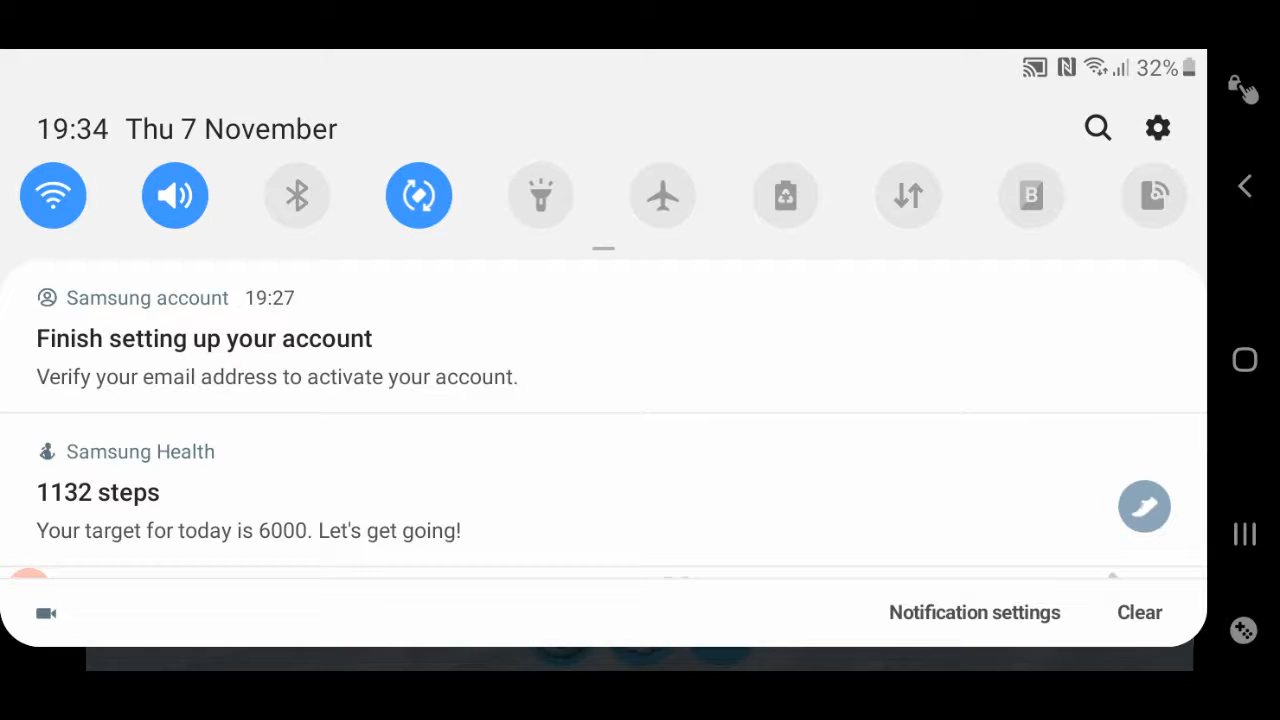 32%
19:34 Thu 7 November
B
Samsung account 19:27
Finish setting up your account
Verify your email address to activate your account.
Samsung Health
1132 steps
Your target for today is 6000. Let's get going!
Notification settings Clear